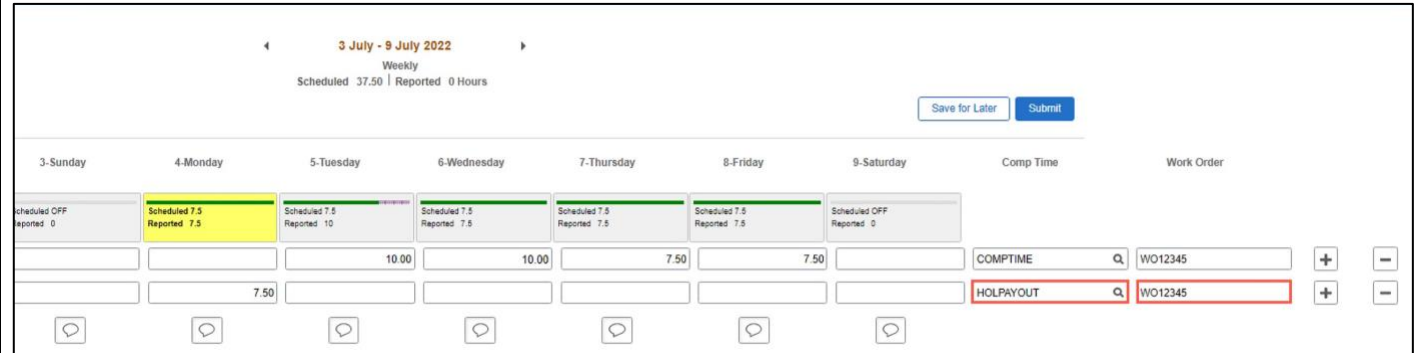 3 July - 9 July 2022
Weekly
Scheduled 37.50 | Reported 0 Hours
Save for Later Submit
3-Sunday 4-Monday 5-Tuesday 6-Wednesday 7-Thursday 8-Friday 9-Saturday Comp Time Work Order
cheduled OFF Scheduled 7.5 Scheduled 7.5 Scheduled 7.5 Scheduled 7.5 Scheduled 7.5 Scheduled OFF
eported 0 Reported 7.5 Reported 10 Reported 7.5 Reported 7.5 Reported 7.5 Reported 0
10.00 10.00 7.50 7.50 COMPTIME WO12345 + −
7.50 HOLPAYOUT WO12345 + −